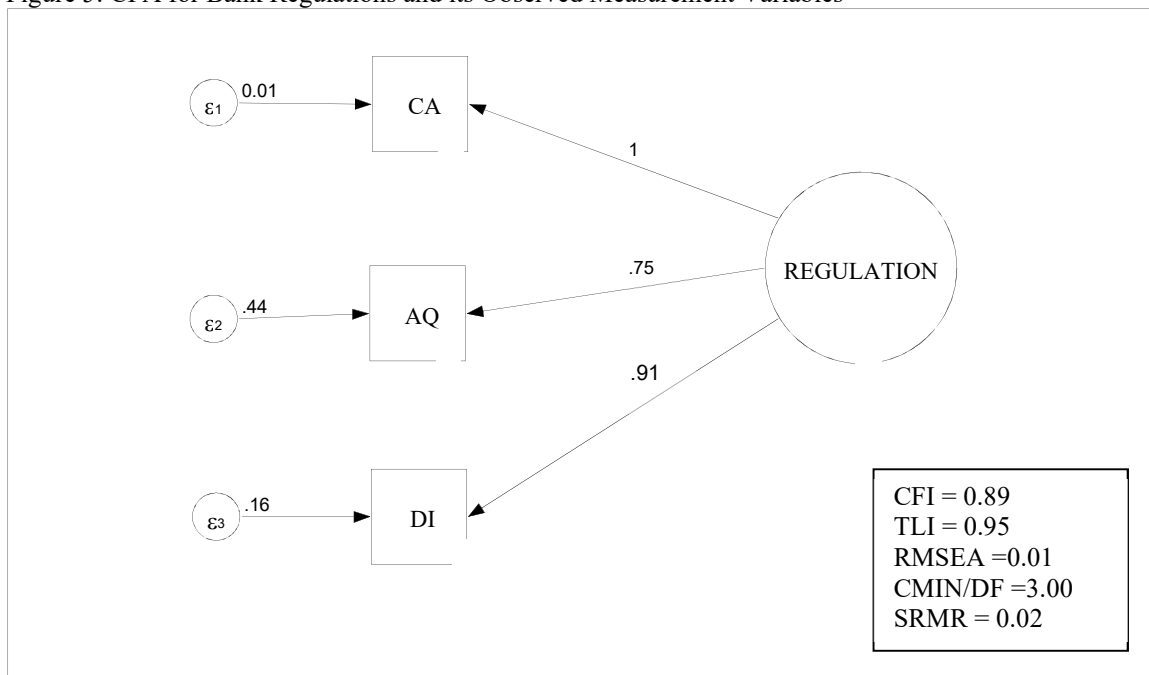 Figure 3: CFA for Bank Regulations and its Observed Measurement Variables
ε1
0.01
CA
1
REGULATION
ε2
.44
AQ
.75
.91
ε3
.16
DI
CFI = 0.89
TLI = 0.95
RMSEA =0.01
CMIN/DF =3.00
SRMR = 0.02